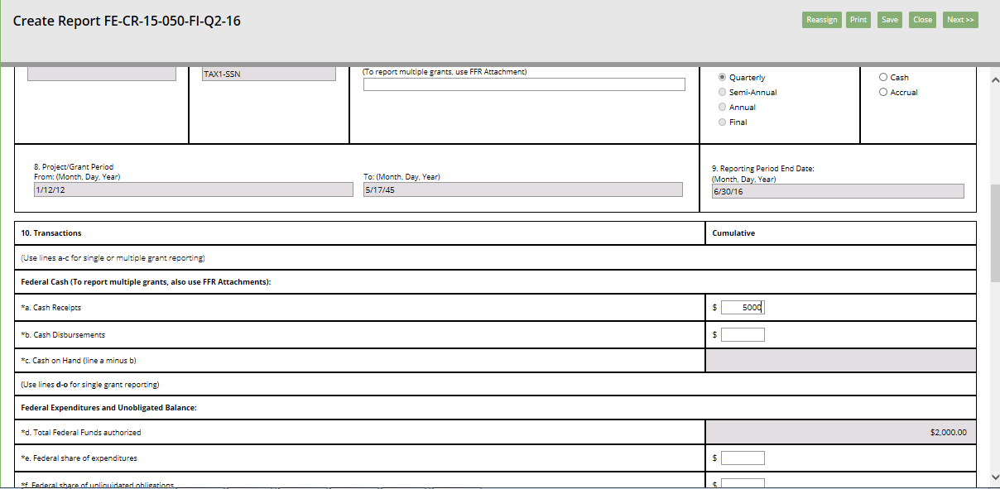 Create Report FE-CR-15-050-FI-Q2-16
Reassign
Print
Save
Close
Next >>
TAX1-SSN
(To report multiple grants, use FFR Attachment)
Quarterly
Semi-Annual
Annual
Final
Cash
Accrual
8. Project/Grant Period
From: (Month, Day, Year)
1/12/12
To: (Month, Day, Year)
5/17/45
9. Reporting Period End Date:
(Month, Day, Year)
6/30/16
10. Transactions
Cumulative
(Use lines a-c for single or multiple grant reporting)
Federal Cash (To report multiple grants, also use FFR Attachments):
*a. Cash Receipts
$ 5000
*b. Cash Disbursements
$
*c. Cash on Hand (line a minus b)
(Use lines d-o for single grant reporting)
Federal Expenditures and Unobligated Balance:
*d. Total Federal Funds authorized
$2,000.00
*e. Federal share of expenditures
$
*f. Federal share of unliquidated obligations
$